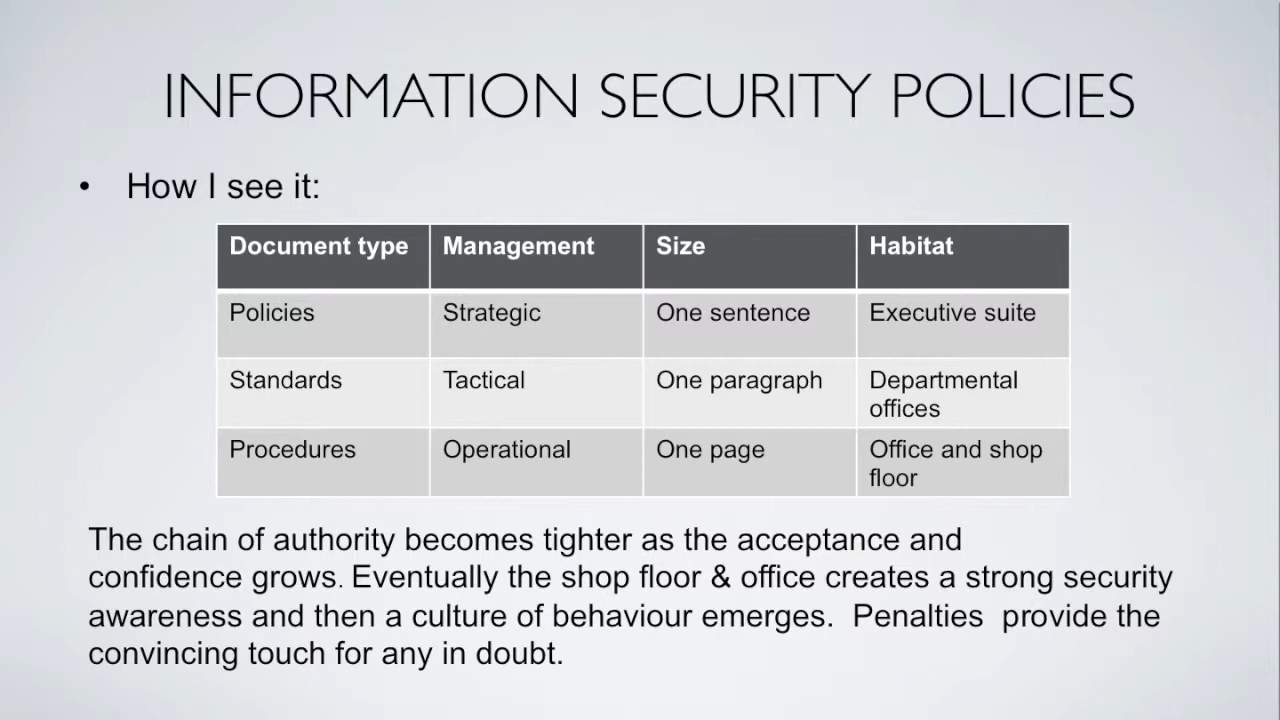 INFORMATION SECURITY POLICIES
• How I see it:
Document type Management Size Habitat
Policies Strategic One sentence Executive suite
Standards Tactical One paragraph Departmental
offices
Procedures Operational One page Office and shop
floor
The chain of authority becomes tighter as the acceptance and
confidence grows. Eventually the shop floor & office creates a strong security
awareness and then a culture of behaviour emerges.  Penalties  provide the
convincing touch for any in doubt.